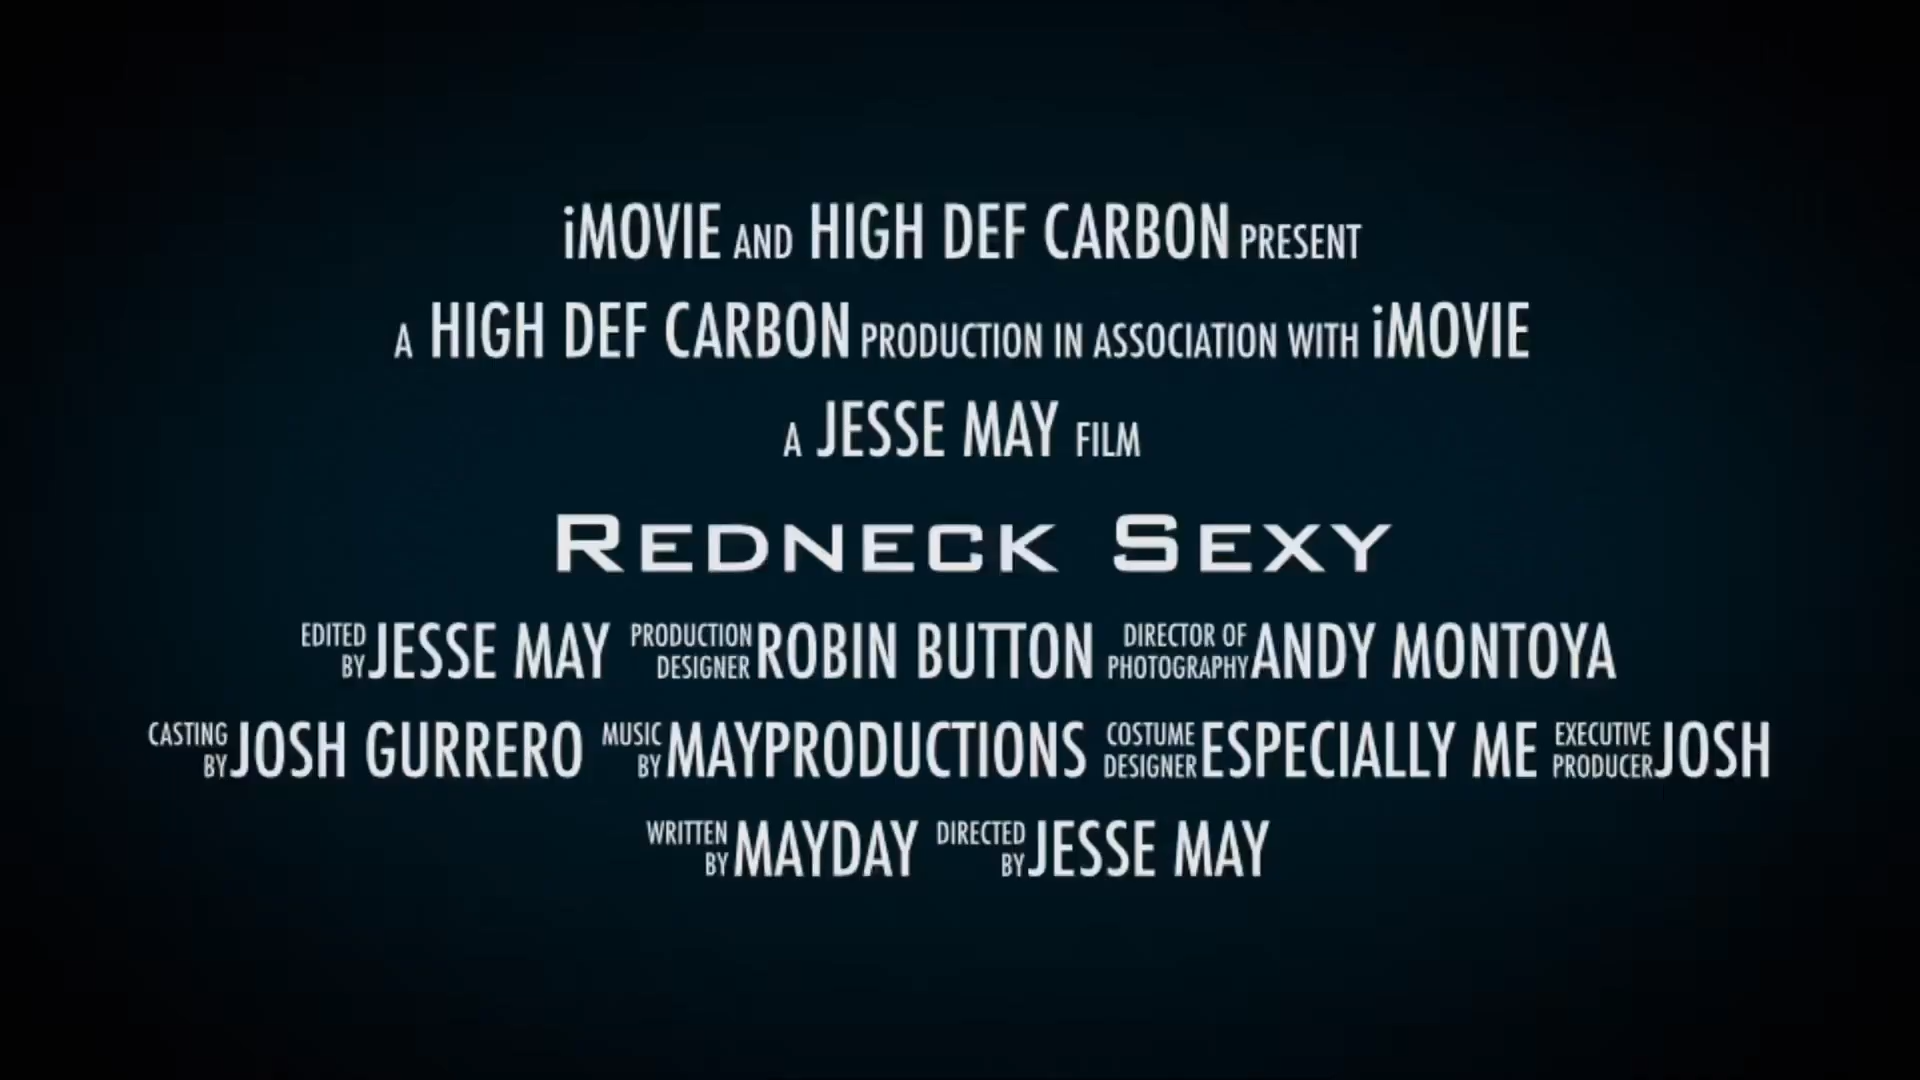 iMOVIE AND HIGH DEF CARBON PRESENT
A HIGH DEF CARBON PRODUCTION IN ASSOCIATION WITH iMOVIE
A JESSE MAY FILM
REDNECK SEXY
EDITED BY JESSE MAY PRODUCTION DESIGNER ROBIN BUTTON DIRECTOR OF PHOTOGRAPHY ANDY MONTOYA
CASTING BY JOSH GURRERO MUSIC BY MAYPRODUCTIONS COSTUME DESIGNER ESPECIALLY ME EXECUTIVE PRODUCER JOSH
WRITTEN BY MAYDAY DIRECTED BY JESSE MAY